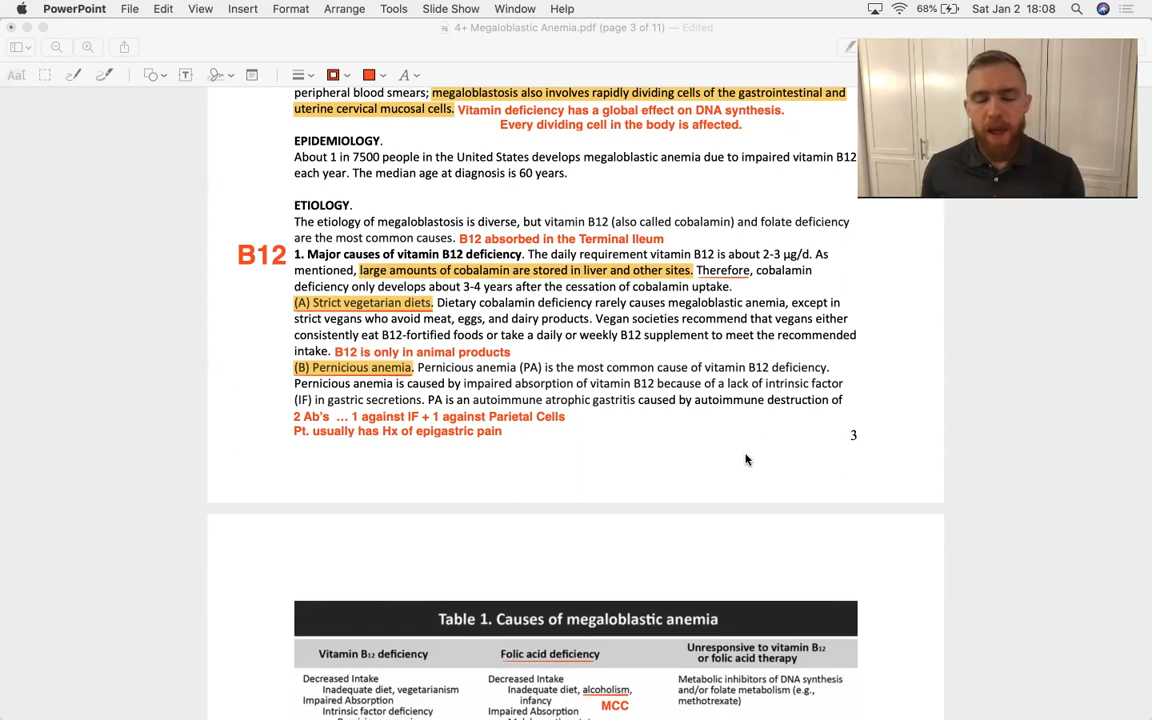 PowerPoint File Edit View Insert Format Arrange Tools Slide Show Window Help 68% Sat Jan 2 18:08
4+ Megaloblastic Anemia.pdf (page 3 of 11) — Edited
AaI A
peripheral blood smears; megaloblastosis also involves rapidly dividing cells of the gastrointestinal and
uterine cervical mucosal cells. Vitamin deficiency has a global effect on DNA synthesis.
Every dividing cell in the body is affected.
EPIDEMIOLOGY.
About 1 in 7500 people in the United States develops megaloblastic anemia due to impaired vitamin B12
each year. The median age at diagnosis is 60 years.
ETIOLOGY.
The etiology of megaloblastosis is diverse, but vitamin B12 (also called cobalamin) and folate deficiency
are the most common causes. B12 absorbed in the Terminal Ileum
B12 1. Major causes of vitamin B12 deficiency. The daily requirement vitamin B12 is about 2-3 µg/d. As
mentioned, large amounts of cobalamin are stored in liver and other sites. Therefore, cobalamin
deficiency only develops about 3-4 years after the cessation of cobalamin uptake.
(A) Strict vegetarian diets. Dietary cobalamin deficiency rarely causes megaloblastic anemia, except in
strict vegans who avoid meat, eggs, and dairy products. Vegan societies recommend that vegans either
consistently eat B12-fortified foods or take a daily or weekly B12 supplement to meet the recommended
intake. B12 is only in animal products
(B) Pernicious anemia. Pernicious anemia (PA) is the most common cause of vitamin B12 deficiency.
Pernicious anemia is caused by impaired absorption of vitamin B12 because of a lack of intrinsic factor
(IF) in gastric secretions. PA is an autoimmune atrophic gastritis caused by autoimmune destruction of
2 Ab's ... 1 against IF + 1 against Parietal Cells
Pt. usually has Hx of epigastric pain
3
Table 1. Causes of megaloblastic anemia
Vitamin B12 deficiency Folic acid deficiency Unresponsive to vitamin B12
or folic acid therapy
Decreased Intake Decreased Intake Metabolic inhibitors of DNA synthesis
Inadequate diet, vegetarianism Inadequate diet, alcoholism, and/or folate metabolism (e.g.,
Impaired Absorption infancy MCC methotrexate)
Intrinsic factor deficiency Impaired Absorption